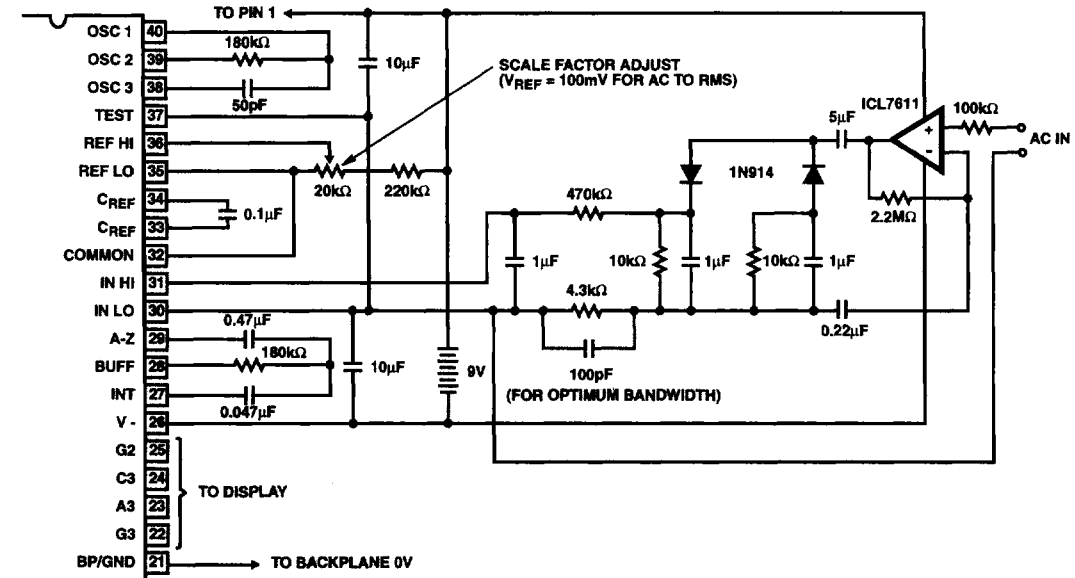 TO PIN 1
OSC 1 40
180kΩ
OSC 2 39
10µF
OSC 3 38
50pF
SCALE FACTOR ADJUST
(VREF = 100mV FOR AC TO RMS)
TEST 37
REF HI 36
REF LO 35
20kΩ
220kΩ
CREF 34
0.1µF
CREF 33
COMMON 32
IN HI 31
IN LO 30
0.47µF
A-Z 29
180kΩ
BUFF 28
INT 27
0.047µF
V - 26
10µF
9V
ICL7611
5µF
+
-
100kΩ
AC IN
1N914
2.2MΩ
470kΩ
1µF
10kΩ
1µF
10kΩ
1µF
4.3kΩ
0.22µF
100pF
(FOR OPTIMUM BANDWIDTH)
G2 25
C3 24
TO DISPLAY
A3 23
G3 22
BP/GND 21
TO BACKPLANE 0V